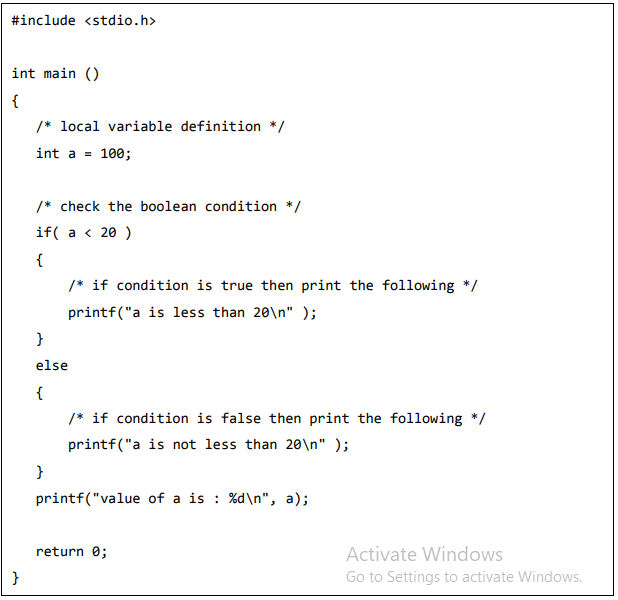 #include <stdio.h>
int main ()
{
/* local variable definition */
int a = 100;
/* check the boolean condition */
if( a < 20 )
{
/* if condition is true then print the following */
printf("a is less than 20\n" );
}
else
{
/* if condition is false then print the following */
printf("a is not less than 20\n" );
}
printf("value of a is : %d\n", a);
return 0;
}
Activate Windows
Go to Settings to activate Windows.